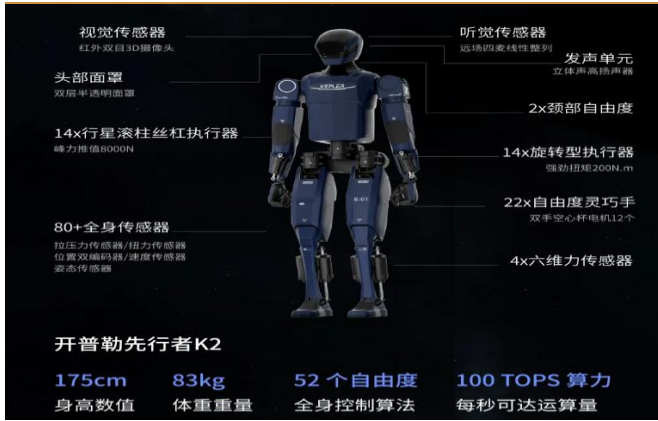 视觉传感器
红外双目3D摄像头
听觉传感器
远场四麦线性整列
发声单元
立体声高扬声器
头部面罩
双层半透明面罩
2x颈部自由度
KEPLER
14x行星滚柱丝杠执行器
峰力推值8000N
14x旋转型执行器
强劲扭矩200N.m
22x自由度灵巧手
双手空心杯电机12个
80+全身传感器
拉压力传感器/扭力传感器
位置双编码器/速度传感器
姿态传感器
4x六维力传感器
开普勒先行者K2
175cm
身高数值
83kg
体重重量
52 个自由度
全身控制算法
100 TOPS 算力
每秒可达运算量